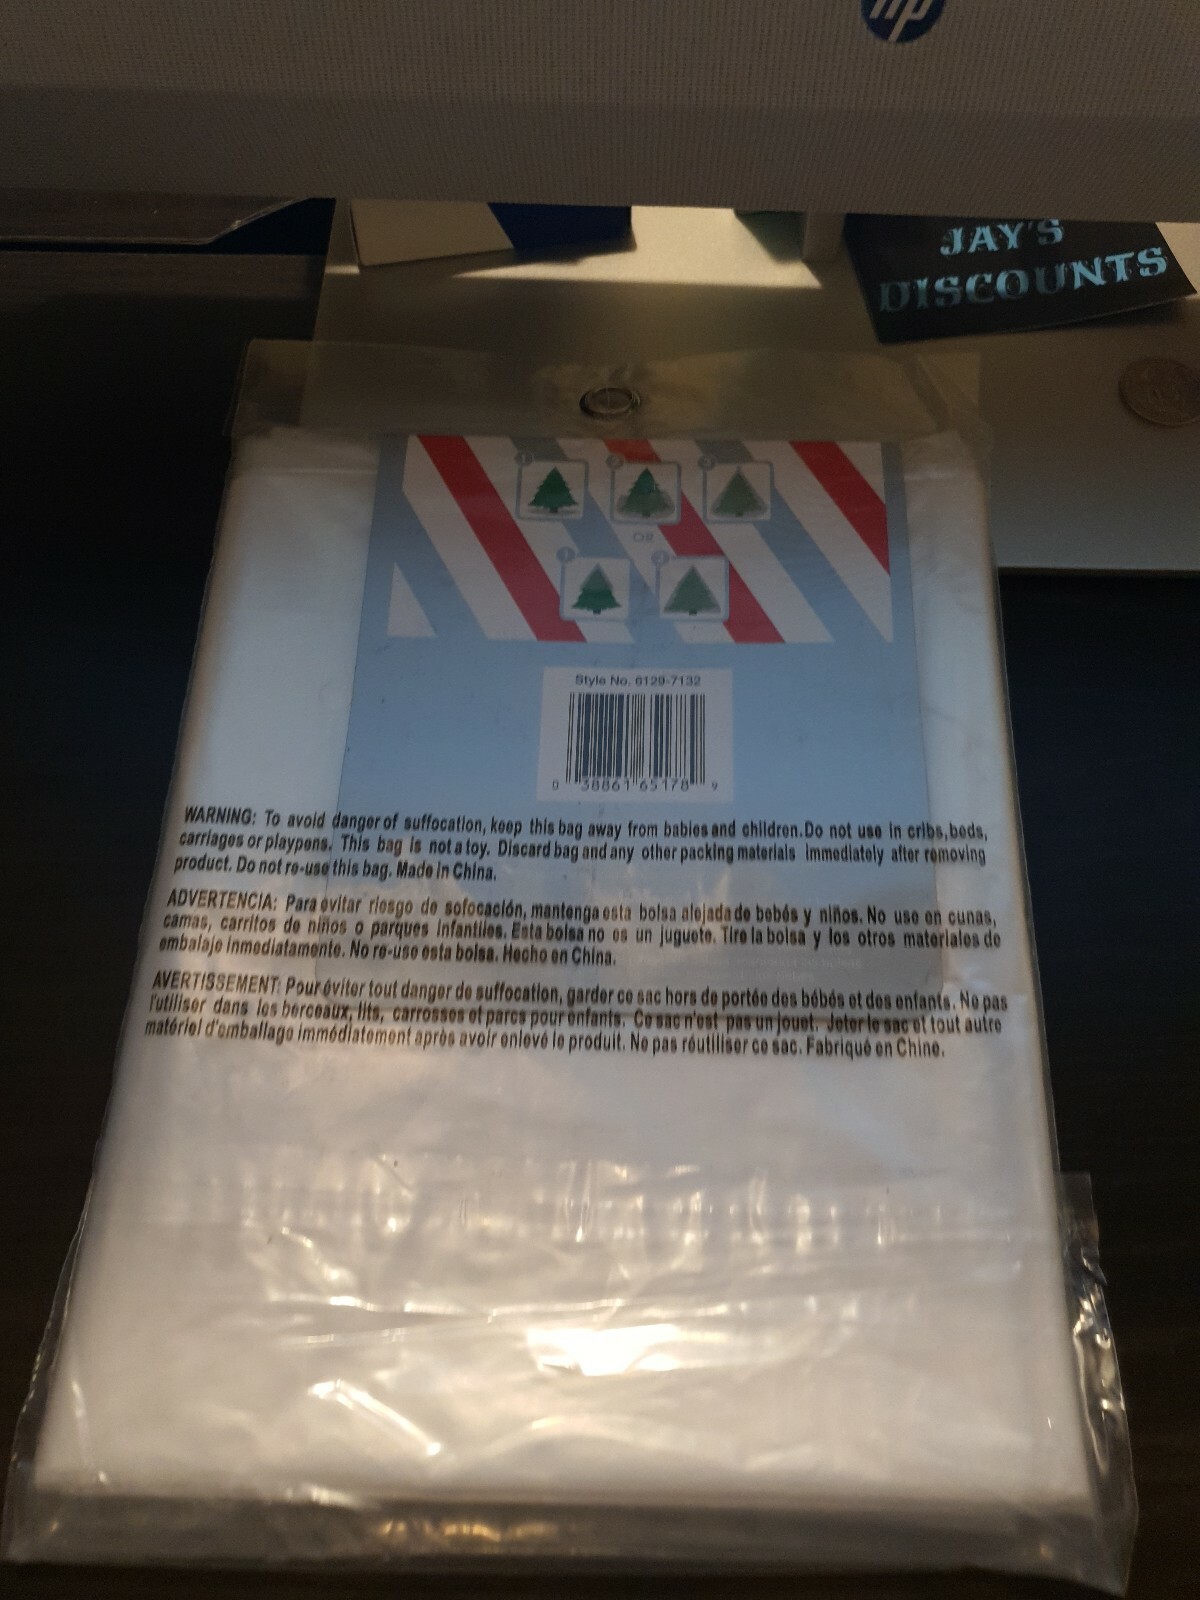 hp
JAY'S
DISCOUNTS
1
2
3
OR
1
2
Style No. 6129-7132
0 38861 65178 9
WARNING: To avoid danger of suffocation, keep this bag away from babies and children. Do not use in cribs, beds,
carriages or playpens. This bag is not a toy. Discard bag and any other packing materials immediately after removing
product. Do not re-use this bag. Made in China.
ADVERTENCIA: Para evitar riesgo de sofocación, mantenga esta bolsa alejada de bebés y niños. No use en cunas,
camas, carritos de niños o parques infantiles. Esta bolsa no es un juguete. Tire la bolsa y los otros materiales de
embalaje inmediatamente. No re-use esta bolsa. Hecho en China.
AVERTISSEMENT: Pour éviter tout danger de suffocation, garder ce sac hors de portée des bébés et des enfants. Ne pas
l'utiliser dans les berceaux, lits, carrosses et parcs pour enfants. Ce sac n'est pas un jouet. Jeter le sac et tout autre
matériel d'emballage immédiatement après avoir enlevé le produit. Ne pas réutiliser ce sac. Fabriqué en Chine.